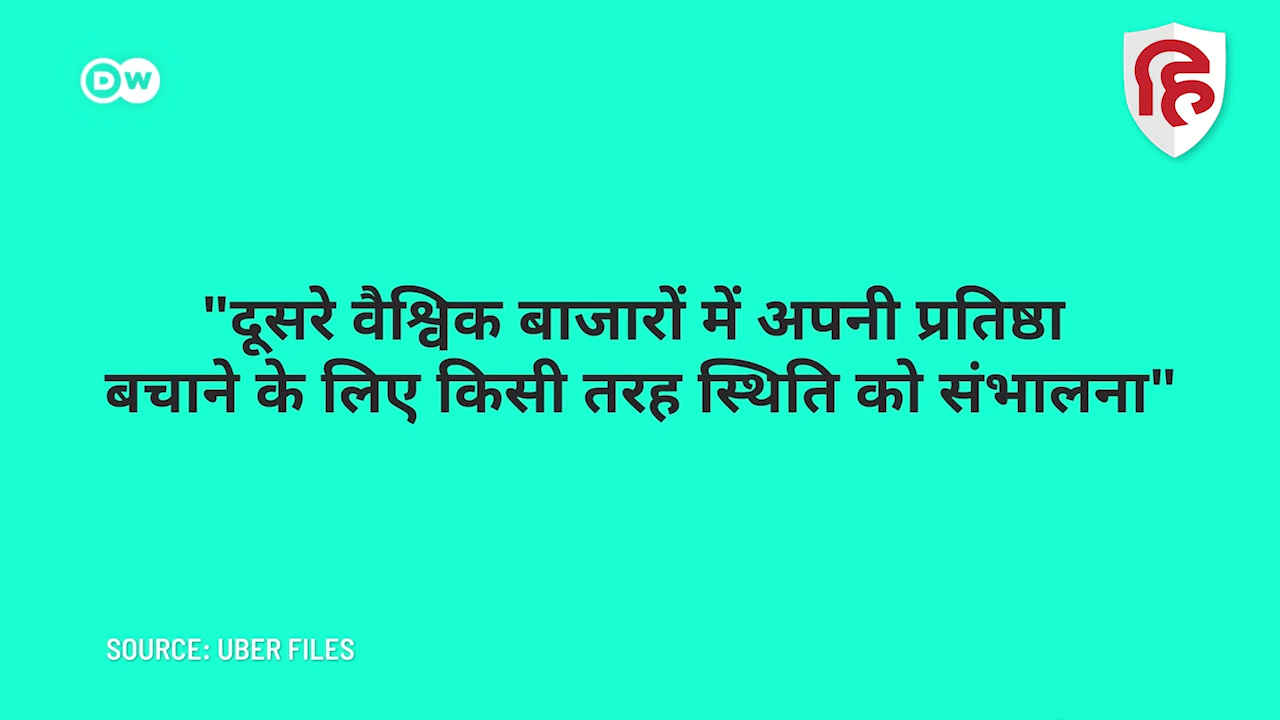 DW
हि
"दूसरे वैश्विक बाजारों में अपनी प्रतिष्ठा
बचाने के लिए किसी तरह स्थिति को संभालना"
SOURCE: UBER FILES